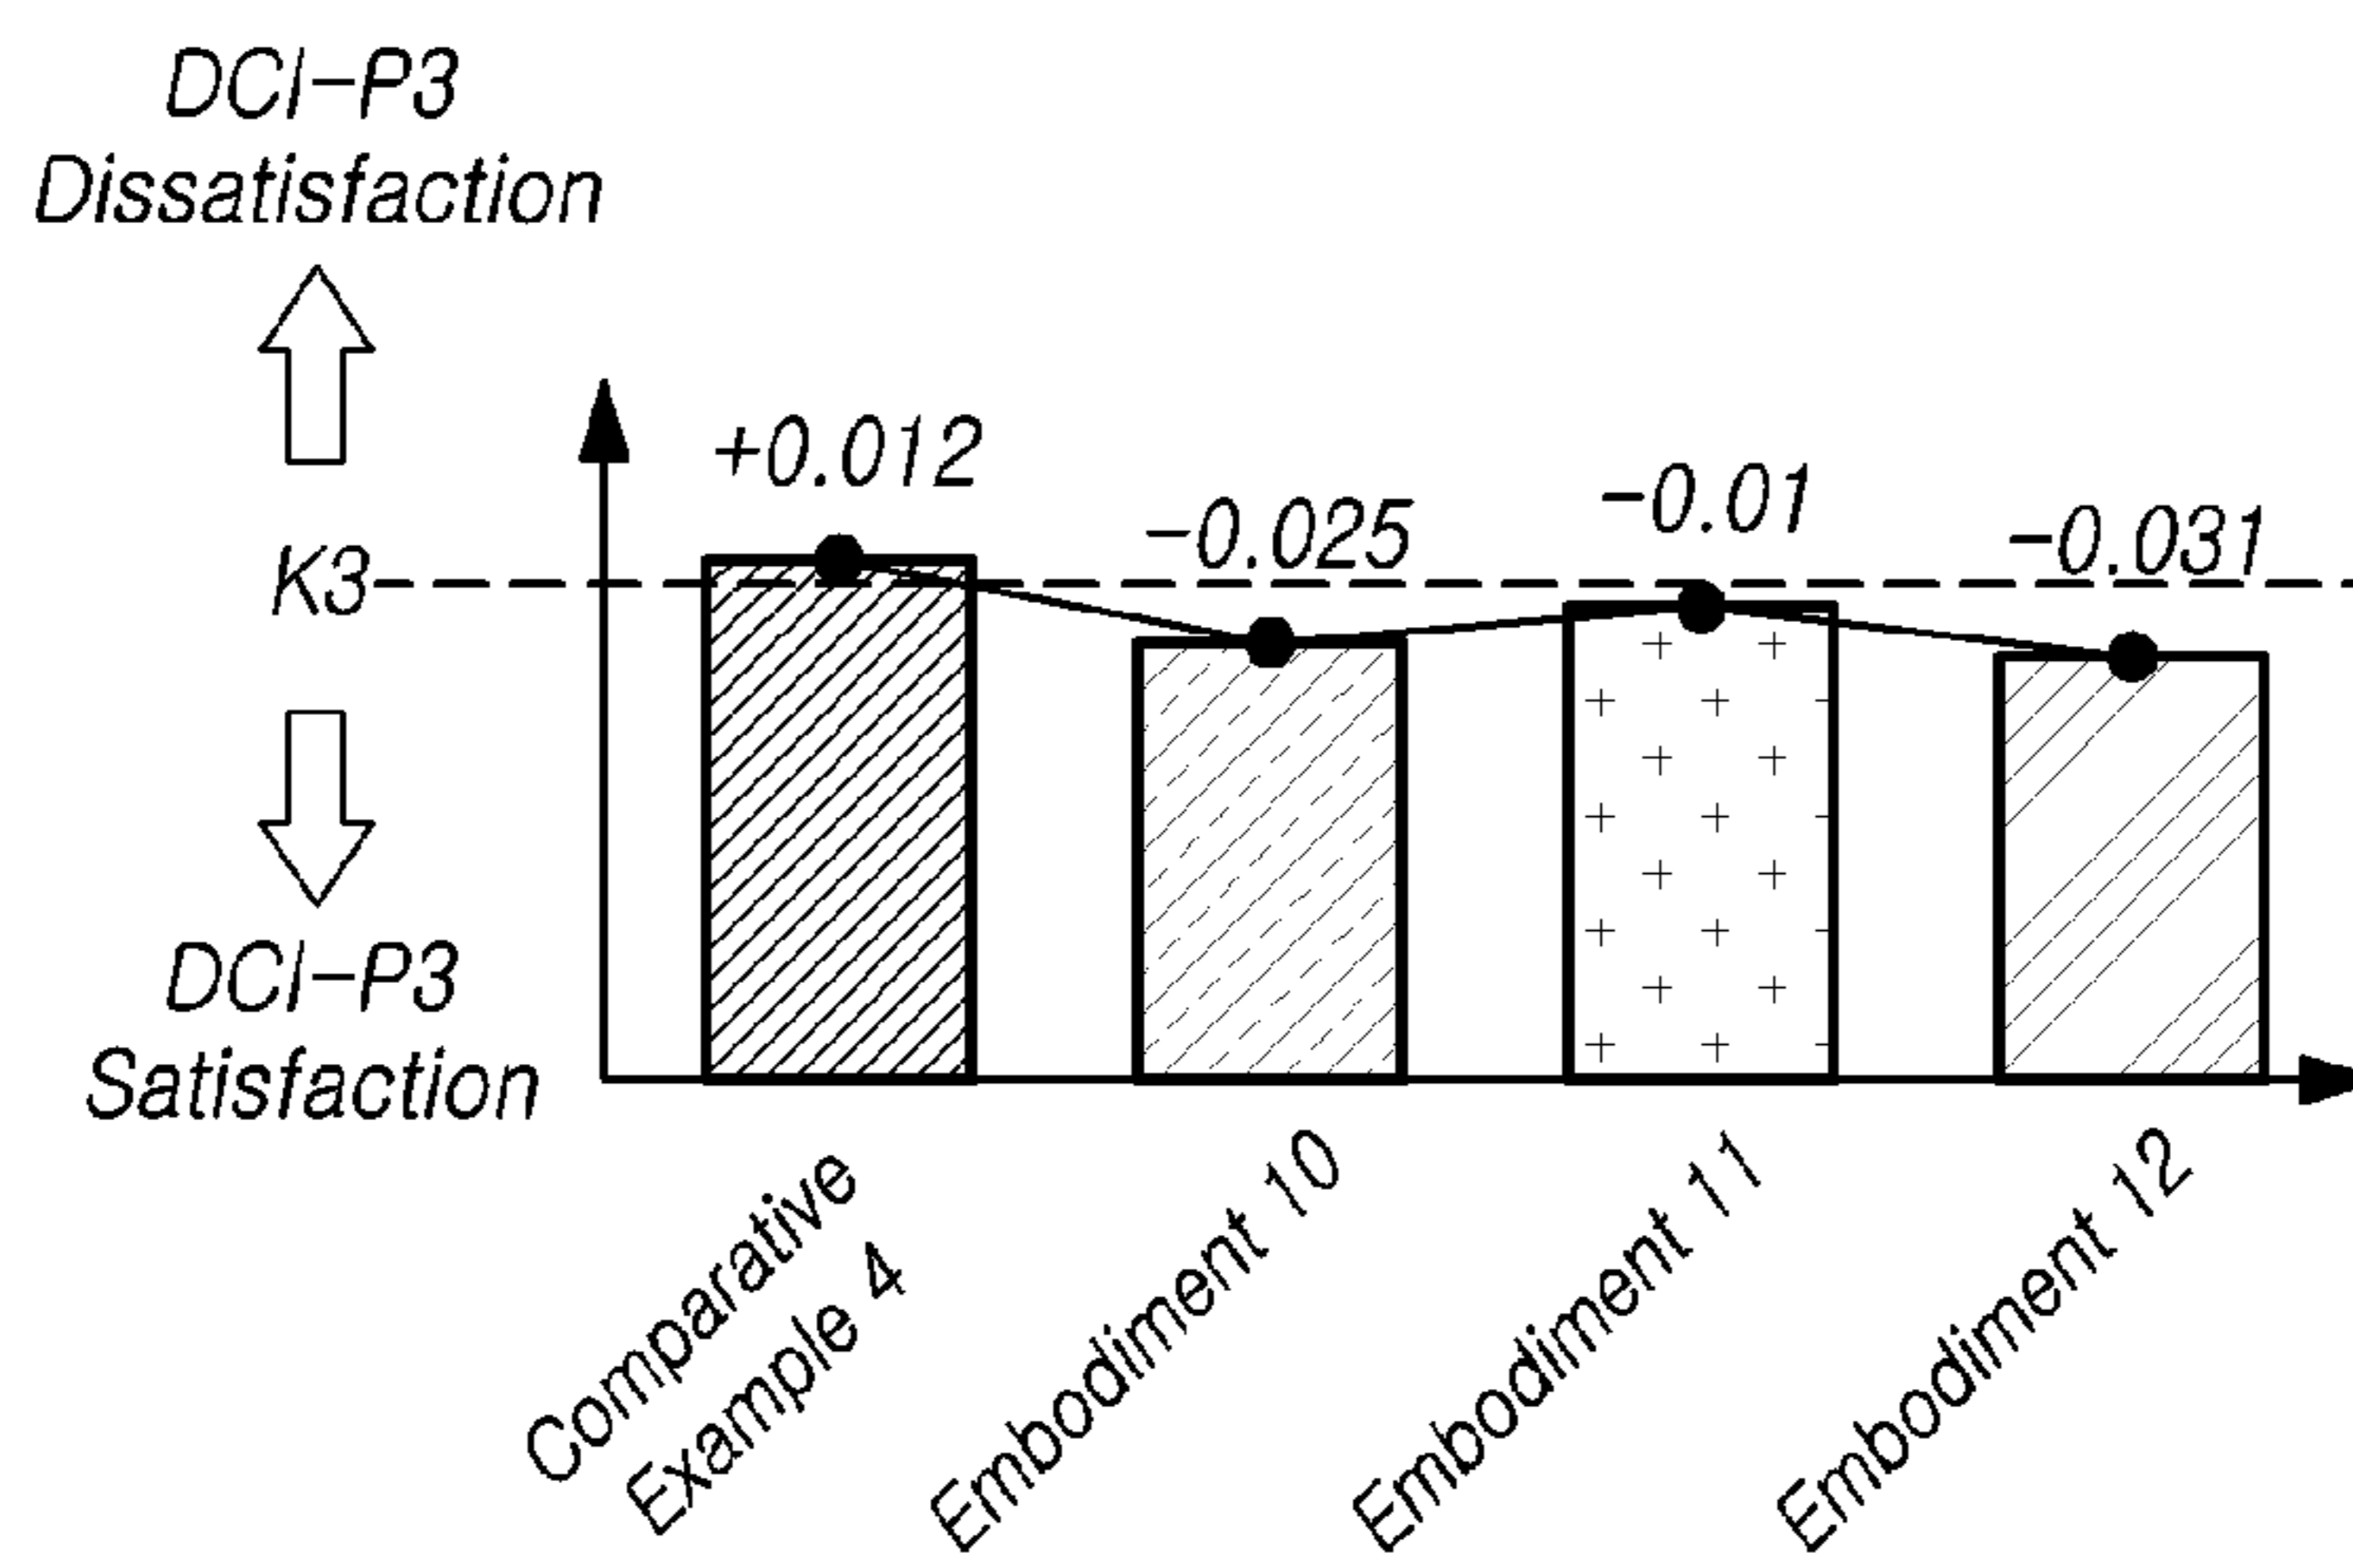 DCI-P3
Dissatisfaction
+0.012
-0.025
-0.01
-0.031
K3
DCI-P3
Satisfaction
Comparative
Example 4
Embodiment 10
Embodiment 11
Embodiment 12